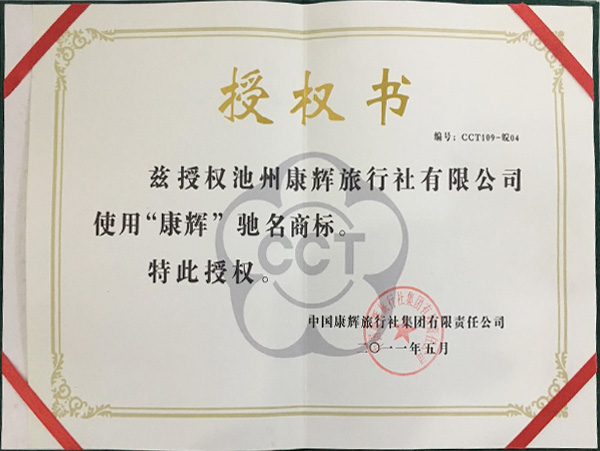 授权书
编号：CCT109-皖04
兹授权池州康辉旅行社有限公司
使用“康辉”驰名商标。
CCT
特此授权。
中国康辉旅行社集团有限责任公司
二〇一一年五月